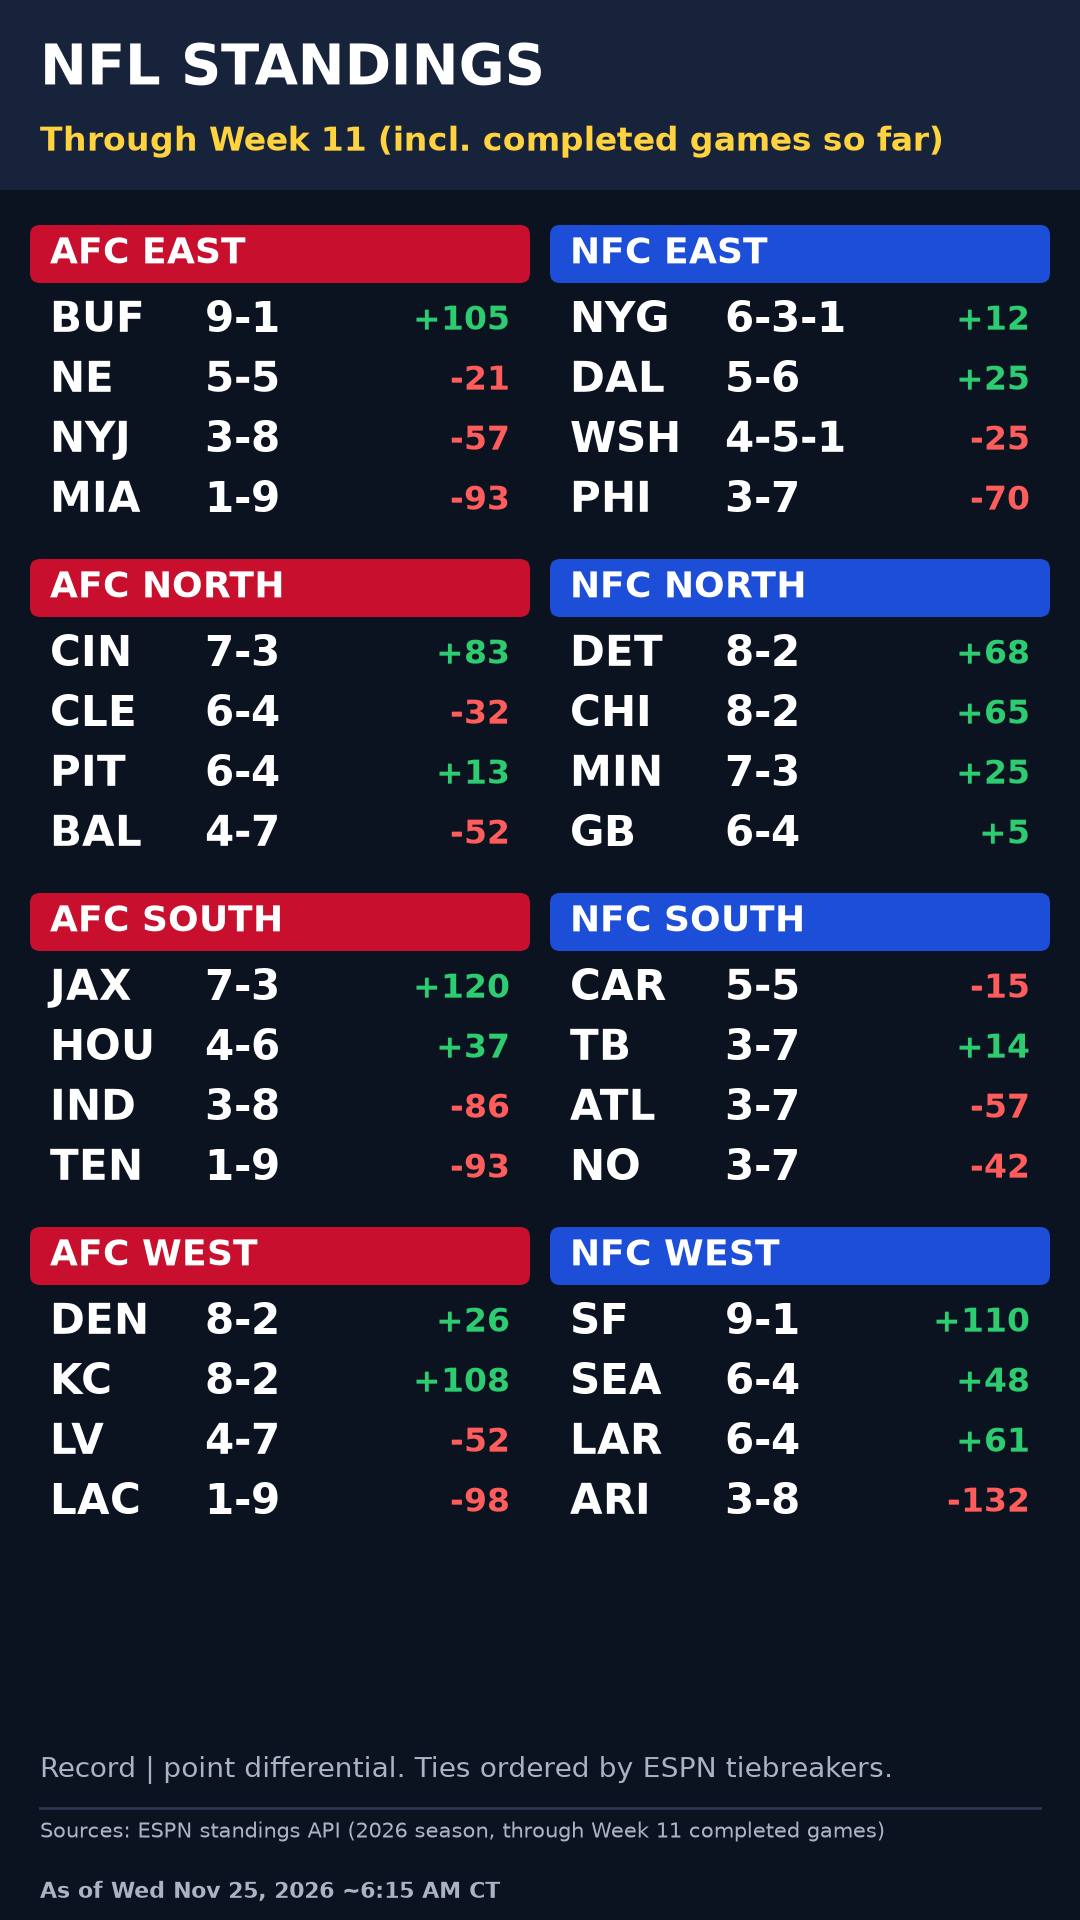 NFL STANDINGS
Through Week 11 (incl. completed games so far)
AFC EAST
BUF 9-1 +105
NE 5-5 -21
NYJ 3-8 -57
MIA 1-9 -93
NFC EAST
NYG 6-3-1 +12
DAL 5-6 +25
WSH 4-5-1 -25
PHI 3-7 -70
AFC NORTH
CIN 7-3 +83
CLE 6-4 -32
PIT 6-4 +13
BAL 4-7 -52
NFC NORTH
DET 8-2 +68
CHI 8-2 +65
MIN 7-3 +25
GB 6-4 +5
AFC SOUTH
JAX 7-3 +120
HOU 4-6 +37
IND 3-8 -86
TEN 1-9 -93
NFC SOUTH
CAR 5-5 -15
TB 3-7 +14
ATL 3-7 -57
NO 3-7 -42
AFC WEST
DEN 8-2 +26
KC 8-2 +108
LV 4-7 -52
LAC 1-9 -98
NFC WEST
SF 9-1 +110
SEA 6-4 +48
LAR 6-4 +61
ARI 3-8 -132
Record | point differential. Ties ordered by ESPN tiebreakers.
Sources: ESPN standings API (2026 season, through Week 11 completed games)
As of Wed Nov 25, 2026 ~6:15 AM CT